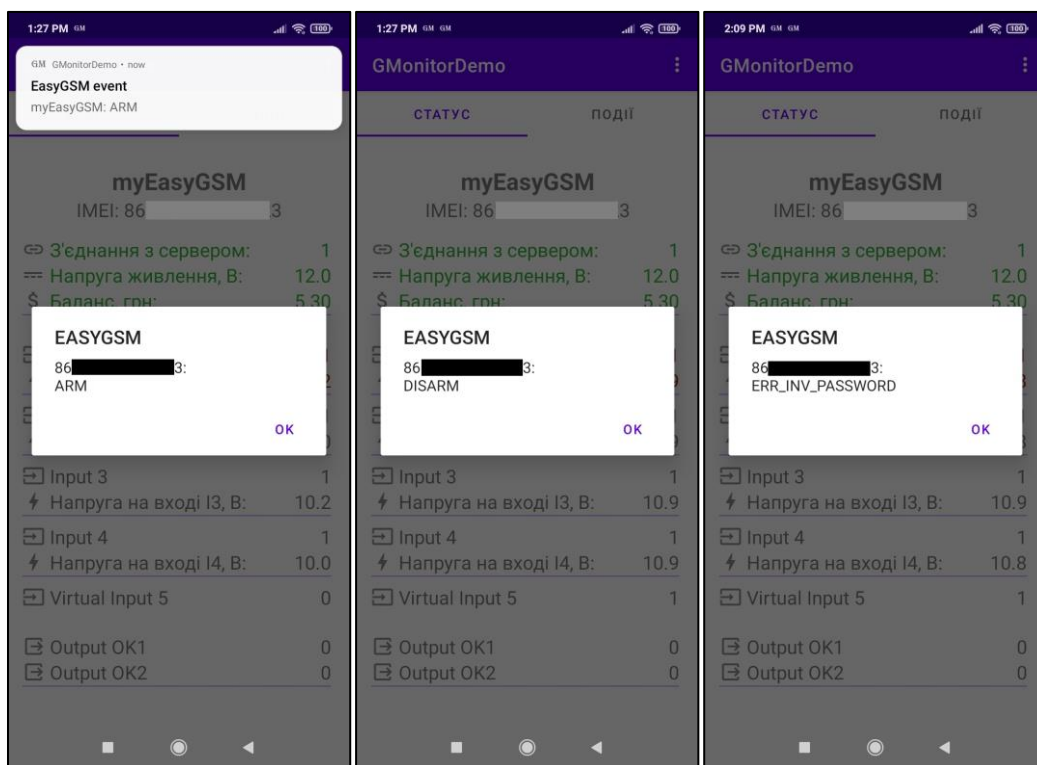 1:27 PM GM
100
GM GMonitorDemo • now
EasyGSM event
myEasyGSM: ARM
myEasyGSM
IMEI: 86 3
З'єднання з сервером: 1
Напруга живлення, В: 12.0
$ Баланс, грн: 5.30
EASYGSM
86 3:
ARM
OK
Input 3 1
Напруга на вході I3, В: 10.2
Input 4 1
Напруга на вході I4, В: 10.0
Virtual Input 5 0
Output OK1 0
Output OK2 0
1:27 PM GM GM
100
GMonitorDemo
СТАТУС ПОДІЇ
myEasyGSM
IMEI: 86 3
З'єднання з сервером: 1
Напруга живлення, В: 12.0
$ Баланс, грн: 5.30
EASYGSM
86 3:
DISARM
OK
Input 3 1
Напруга на вході I3, В: 10.9
Input 4 1
Напруга на вході I4, В: 10.9
Virtual Input 5 1
Output OK1 0
Output OK2 0
2:09 PM GM GM
100
GMonitorDemo
СТАТУС ПОДІЇ
myEasyGSM
IMEI: 86 3
З'єднання з сервером: 1
Напруга живлення, В: 12.0
$ Баланс, грн: 5.30
EASYGSM
86 3:
ERR_INV_PASSWORD
OK
Input 3 1
Напруга на вході I3, В: 10.9
Input 4 1
Напруга на вході I4, В: 10.8
Virtual Input 5 1
Output OK1 0
Output OK2 0